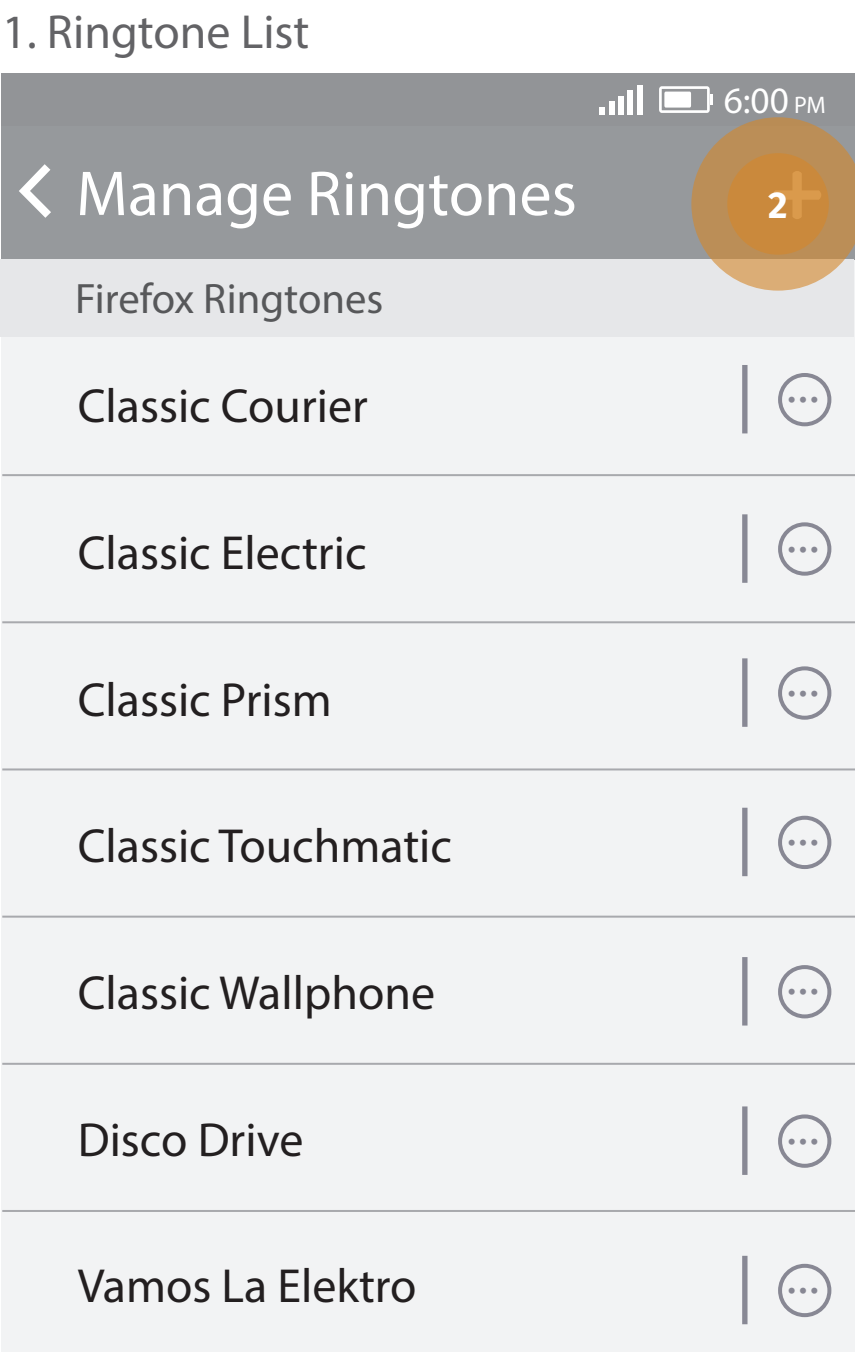 1. Ringtone List
6:00 PM
Manage Ringtones
2
Firefox Ringtones
Classic Courier
Classic Electric
Classic Prism
Classic Touchmatic
Classic Wallphone
Disco Drive
Vamos La Elektro